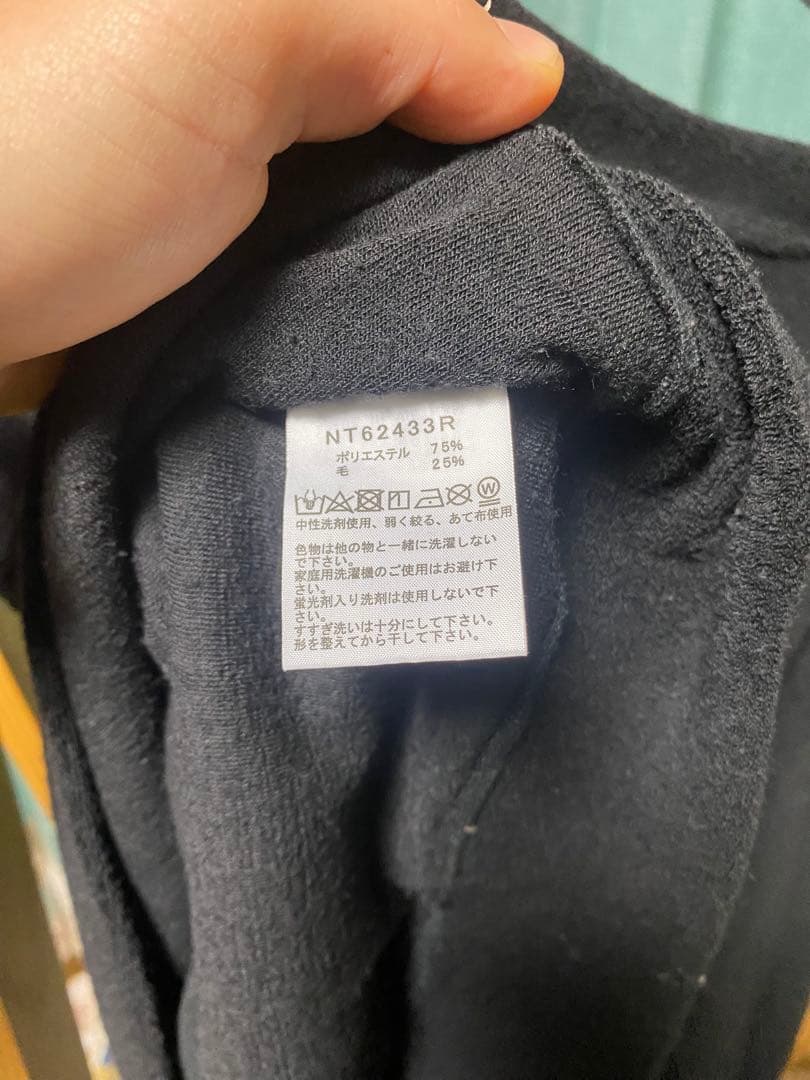 NT62433R
ポリエステル 75%
毛 25%
W
中性洗剤使用、弱く絞る、あて布使用
色物は他の物と一緒に洗濯しない
で下さい。
家庭用洗濯機のご使用はお避け下
さい。
蛍光剤入り洗剤は使用しないで下
さい。
すすぎ洗いは十分にして下さい。
形を整えてから干して下さい。